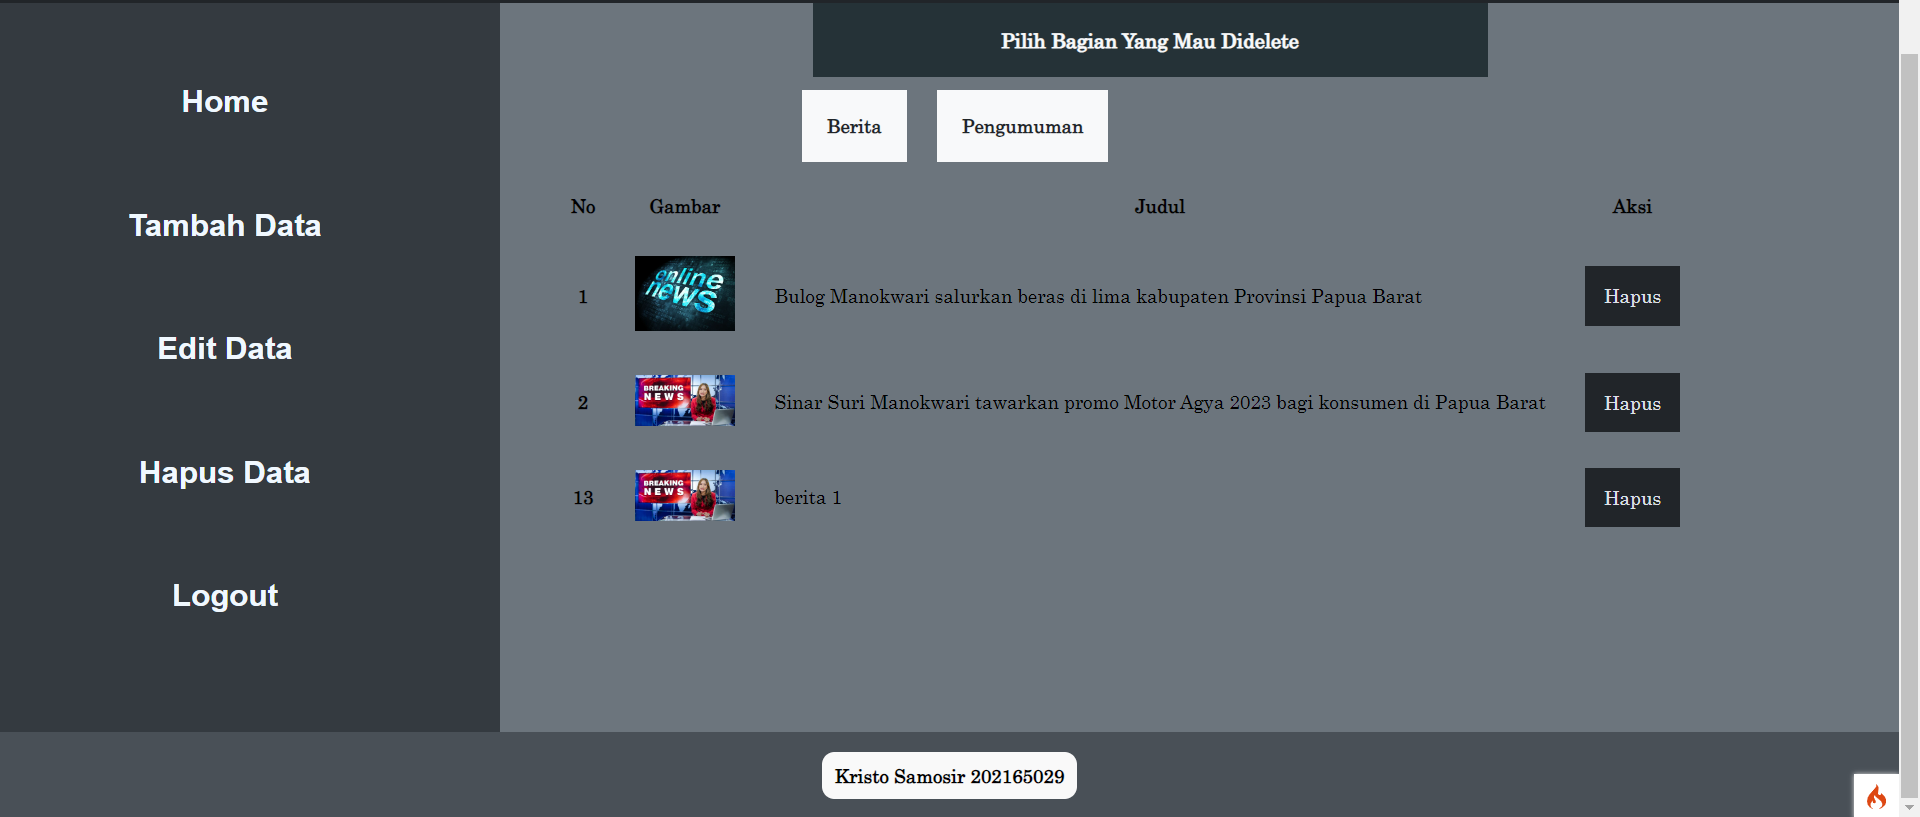 Pilih Bagian Yang Mau Didelete
Home
Tambah Data
Edit Data
Hapus Data
Logout
Berita Pengumuman
No Gambar Judul Aksi
1 online news Bulog Manokwari salurkan beras di lima kabupaten Provinsi Papua Barat Hapus
2 BREAKING NEWS Sinar Suri Manokwari tawarkan promo Motor Agya 2023 bagi konsumen di Papua Barat Hapus
13 BREAKING NEWS berita 1 Hapus
Kristo Samosir 202165029